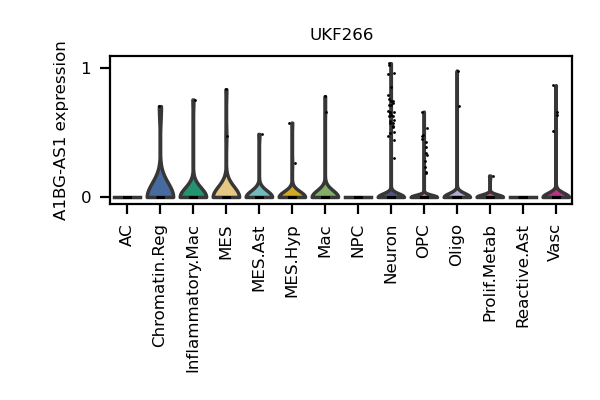 UKF266
A1BG-AS1 expression
1
0
AC
Chromatin.Reg
Inflammatory.Mac
MES
MES.Ast
MES.Hyp
Mac
NPC
Neuron
OPC
Oligo
Prolif.Metab
Reactive.Ast
Vasc